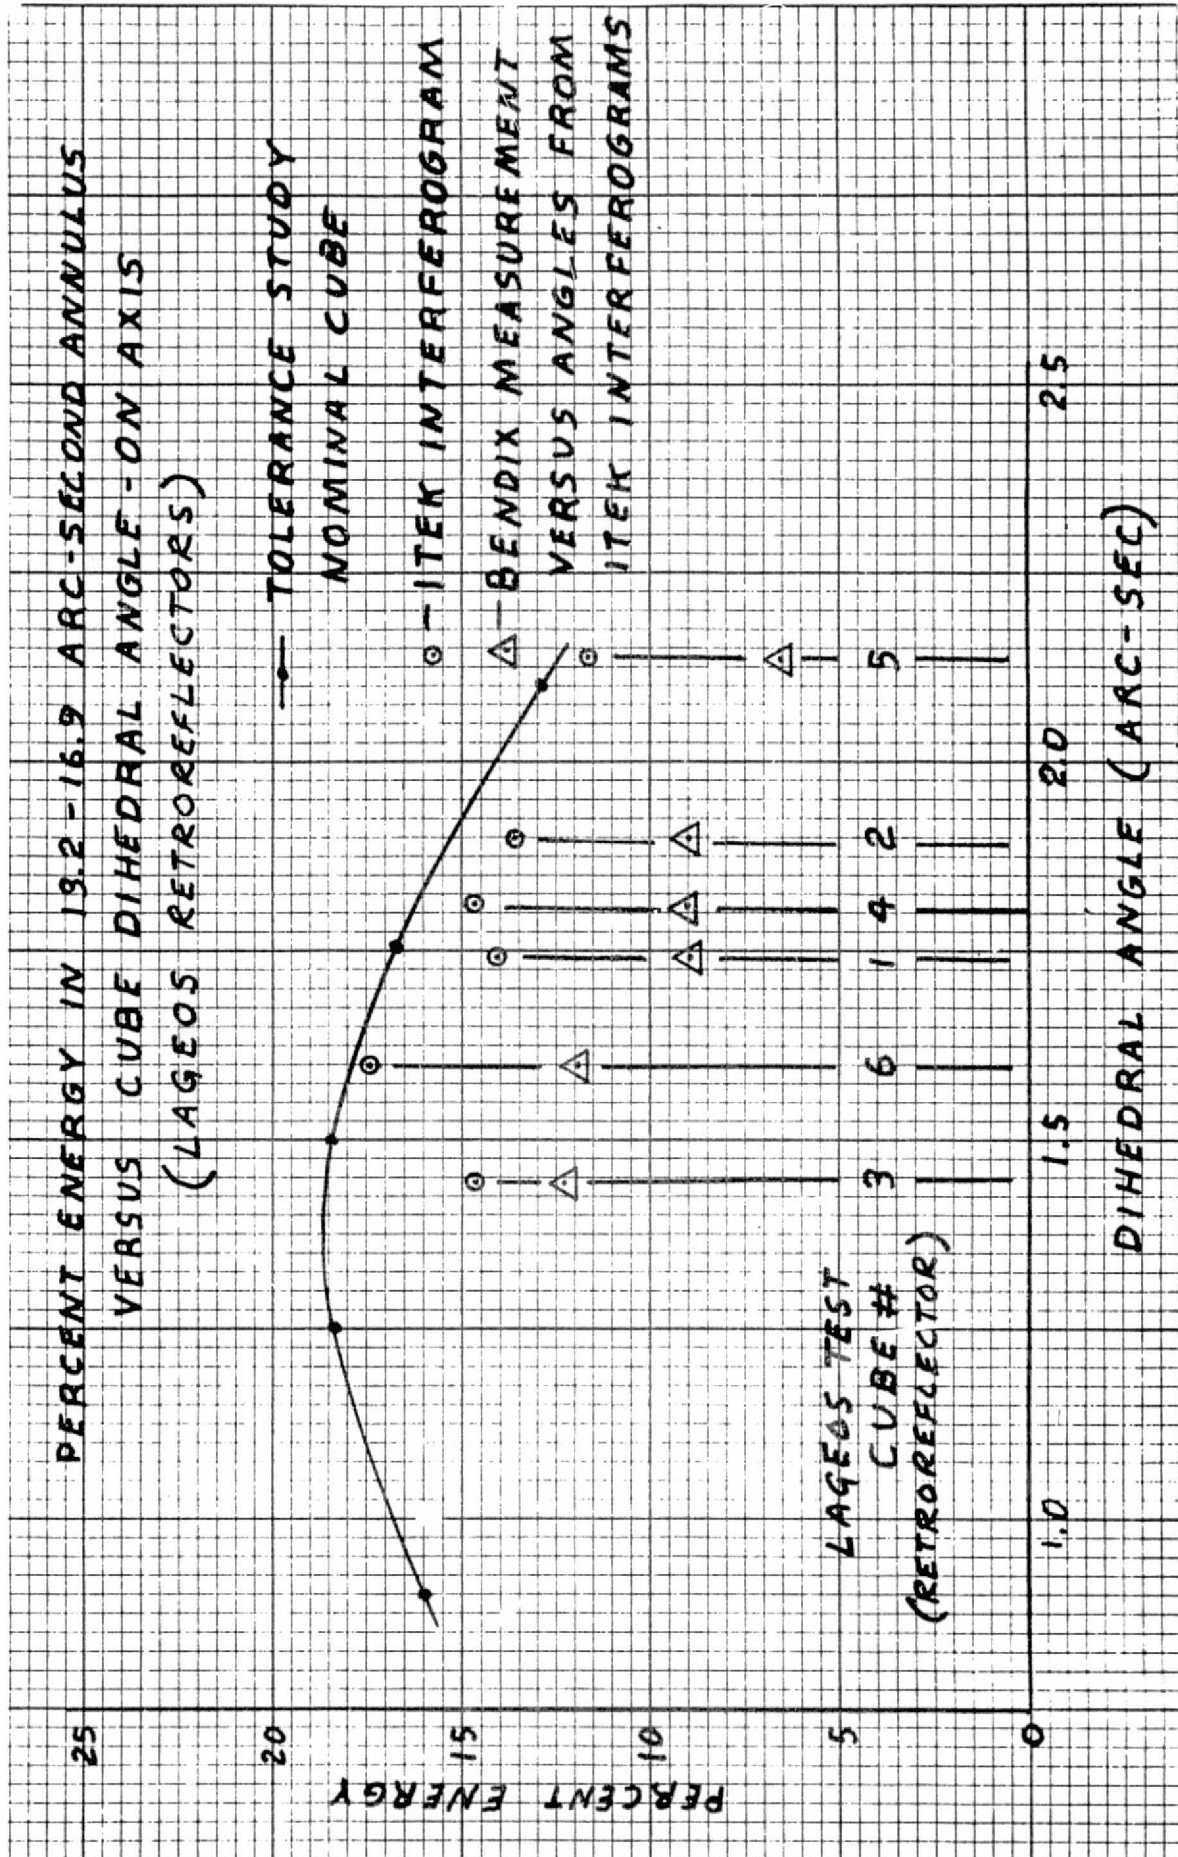 PERCENT ENERGY IN 13.2-16.9 ARC-SECOND ANNULUS
VERSUS CUBE DIHEDRAL ANGLE-ON AXIS
(LAGEOS RETROREFLECTORS)
TOLERANCE STUDY
NOMINAL CUBE
-ITEK INTERFEROGRAM
-BENDIX MEASUREMENT
VERSUS ANGLES FROM
ITEK INTERFEROGRAMS
PERCENT ENERGY
25
20
15
10
5
0
LAGEOS TEST
CUBE #
(RETROREFLECTOR)
3 6 1 4 2 5
1.0 1.5 2.0 2.5
DIHEDRAL ANGLE (ARC-SEC)